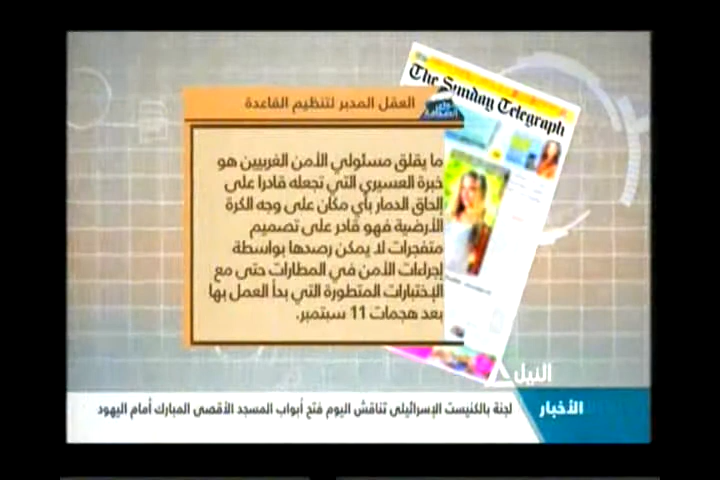 The Sunday Telegraph
العقل المدبر لتنظيم القاعدة
ما يقلق مسئولي الأمن الغربيين هو
خبرة العسيري التي تجعله قادرا على
إلحاق الدمار بأي مكان على وجه الكرة
الأرضية فهو قادر على تصميم
متفجرات لا يمكن رصدها بواسطة
إجراءات الأمن في المطارات حتى مع
الإختبارات المتطورة التي بدأ العمل بها
بعد هجمات 11 سبتمبر.
النيل
الأخبار
لجنة بالكنيست الإسرائيلى تناقش اليوم فتح أبواب المسجد الأقصى المبارك أمام اليهود